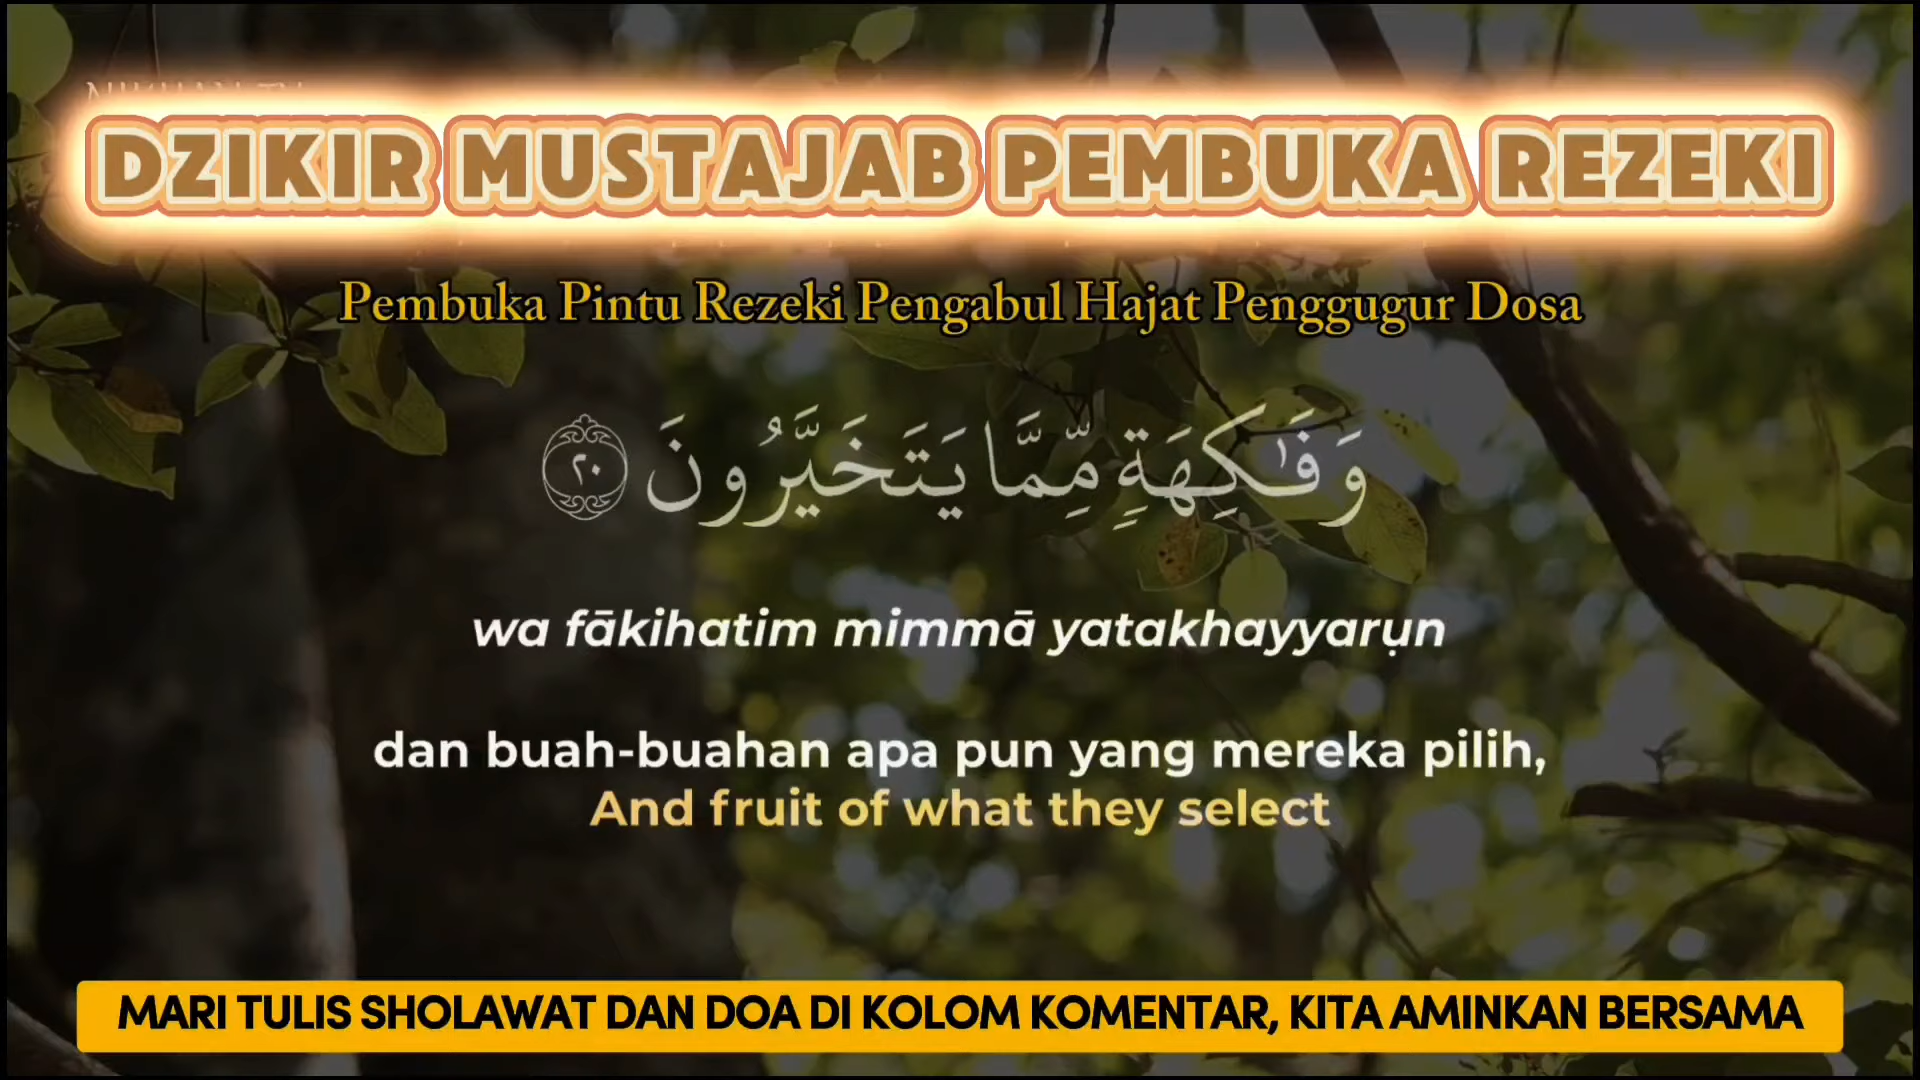 DZIKIR MUSTAJAB PEMBUKA REZEKI
Pembuka Pintu Rezeki Pengabul Hajat Penggugur Dosa
وَفَٰكِهَةٍ مِّمَّا يَتَخَيَّرُونَ ٢٠
wa fākihatim mimmā yatakhayyarụn
dan buah-buahan apa pun yang mereka pilih,
And fruit of what they select
MARI TULIS SHOLAWAT DAN DOA DI KOLOM KOMENTAR, KITA AMINKAN BERSAMA